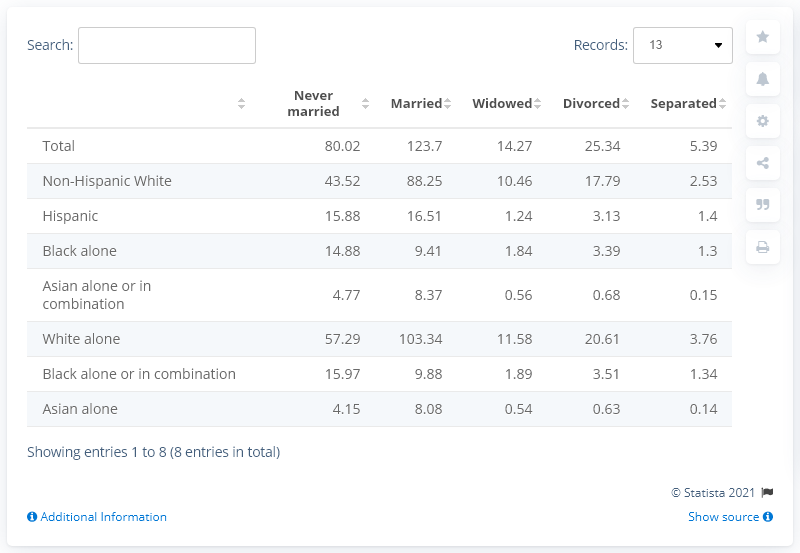 Search:
Records: 13
Never married Married Widowed Divorced Separated
Total 80.02 123.7 14.27 25.34 5.39
Non-Hispanic White 43.52 88.25 10.46 17.79 2.53
Hispanic 15.88 16.51 1.24 3.13 1.4
Black alone 14.88 9.41 1.84 3.39 1.3
Asian alone or in combination 4.77 8.37 0.56 0.68 0.15
White alone 57.29 103.34 11.58 20.61 3.76
Black alone or in combination 15.97 9.88 1.89 3.51 1.34
Asian alone 4.15 8.08 0.54 0.63 0.14
Showing entries 1 to 8 (8 entries in total)
© Statista 2021
Additional Information
Show source